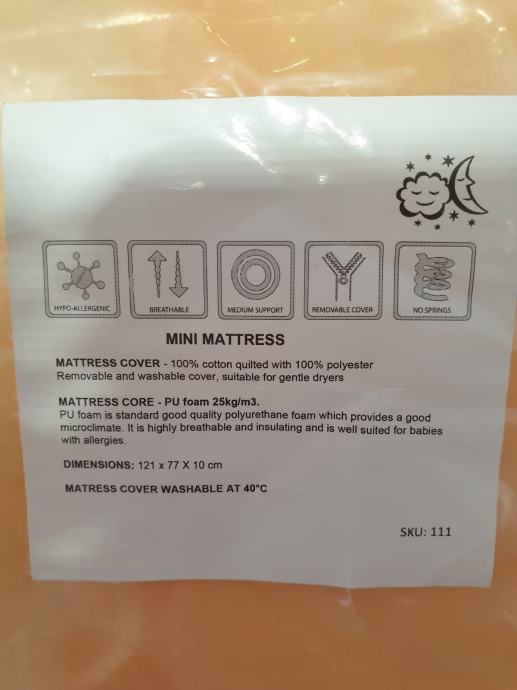 HYPO-ALLERGENIC
BREATHABLE
MEDIUM SUPPORT
REMOVABLE COVER
NO SPRINGS
MINI MATTRESS
MATTRESS COVER - 100% cotton quilted with 100% polyester
Removable and washable cover, suitable for gentle dryers
MATTRESS CORE - PU foam 25kg/m3.
PU foam is standard good quality polyurethane foam which provides a good
microclimate. It is highly breathable and insulating and is well suited for babies
with allergies.
DIMENSIONS: 121 x 77 X 10 cm
MATRESS COVER WASHABLE AT 40°C
SKU: 111